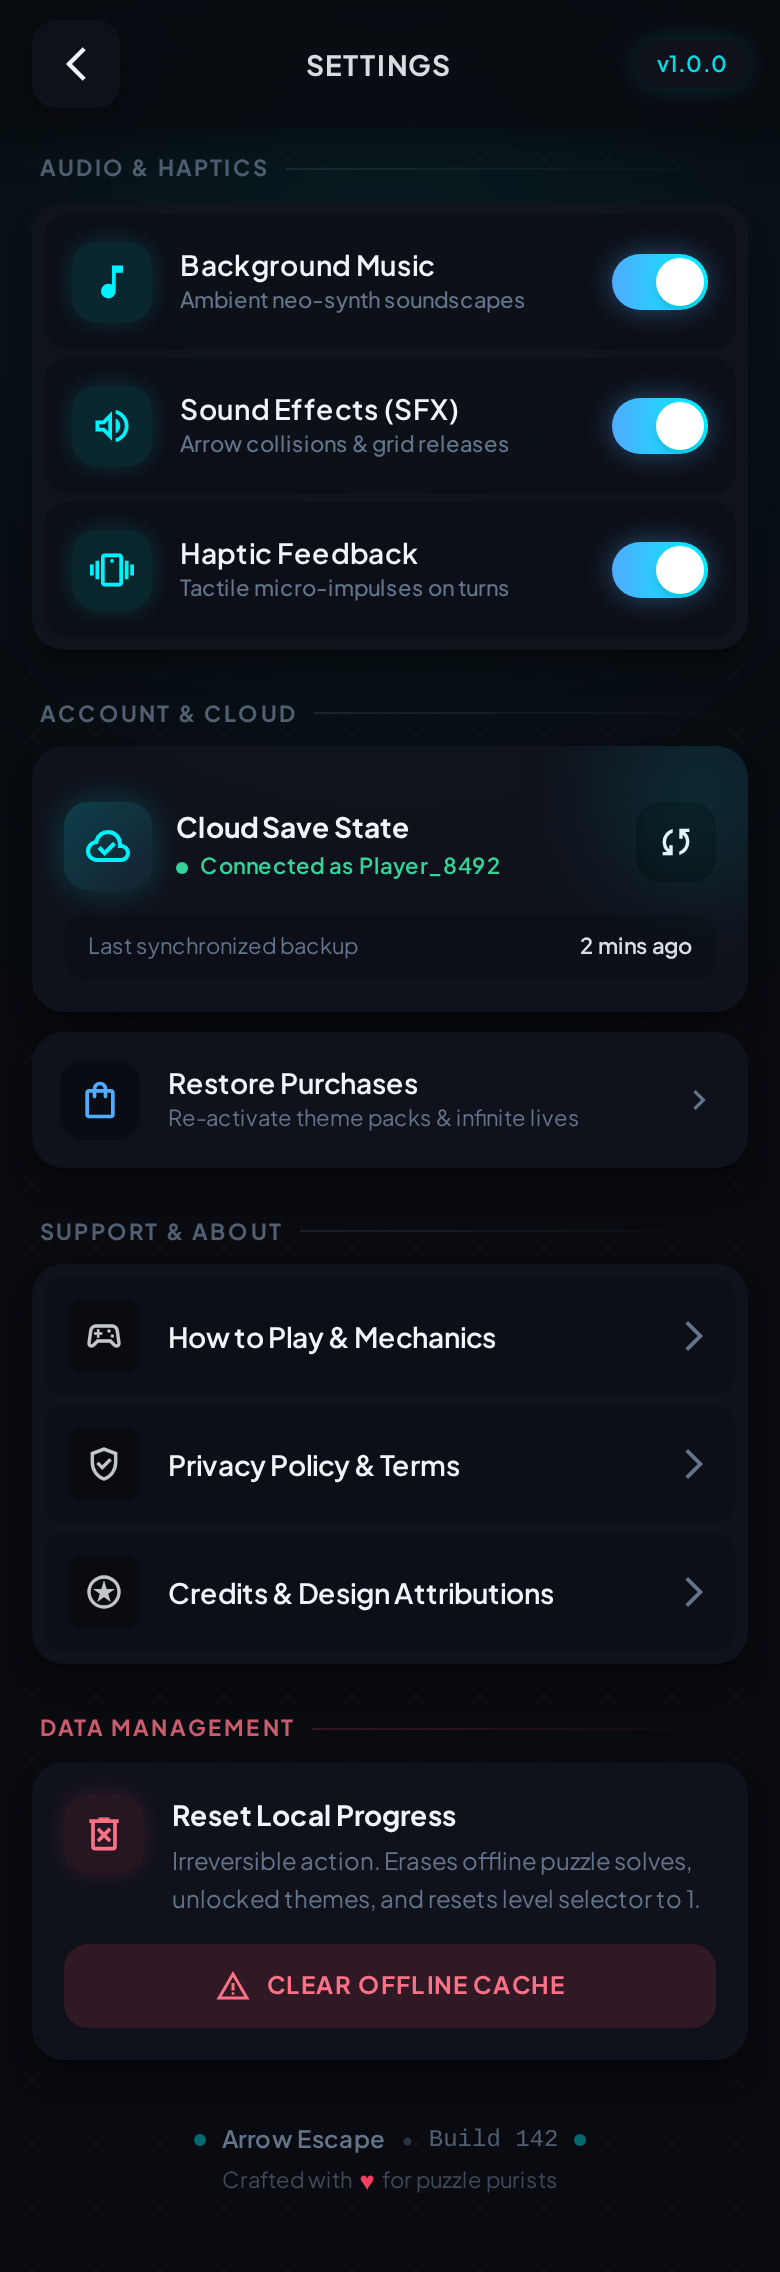 SETTINGS
v1.0.0
AUDIO & HAPTICS
Background Music
Ambient neo-synth soundscapes
Sound Effects (SFX)
Arrow collisions & grid releases
Haptic Feedback
Tactile micro-impulses on turns
ACCOUNT & CLOUD
Cloud Save State
Connected as Player_8492
Last synchronized backup
2 mins ago
Restore Purchases
Re-activate theme packs & infinite lives
SUPPORT & ABOUT
How to Play & Mechanics
Privacy Policy & Terms
Credits & Design Attributions
DATA MANAGEMENT
Reset Local Progress
Irreversible action. Erases offline puzzle solves,
unlocked themes, and resets level selector to 1.
CLEAR OFFLINE CACHE
Arrow Escape • Build 142
Crafted with ♥ for puzzle purists